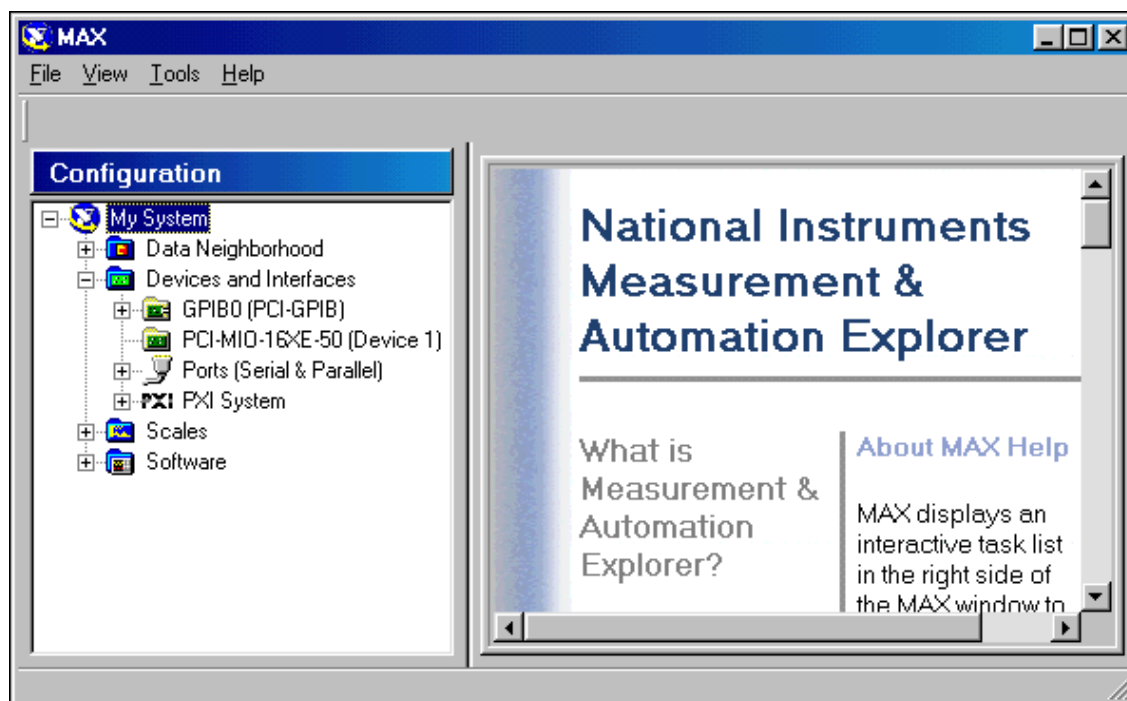 MAX
File View Tools Help
Configuration
My System
Data Neighborhood
Devices and Interfaces
GPIB0 (PCI-GPIB)
PCI-MIO-16XE-50 (Device 1)
Ports (Serial & Parallel)
PXI PXI System
Scales
Software
National Instruments
Measurement &
Automation Explorer
What is
Measurement &
Automation
Explorer?
About MAX Help
MAX displays an
interactive task list
in the right side of
the MAX window to